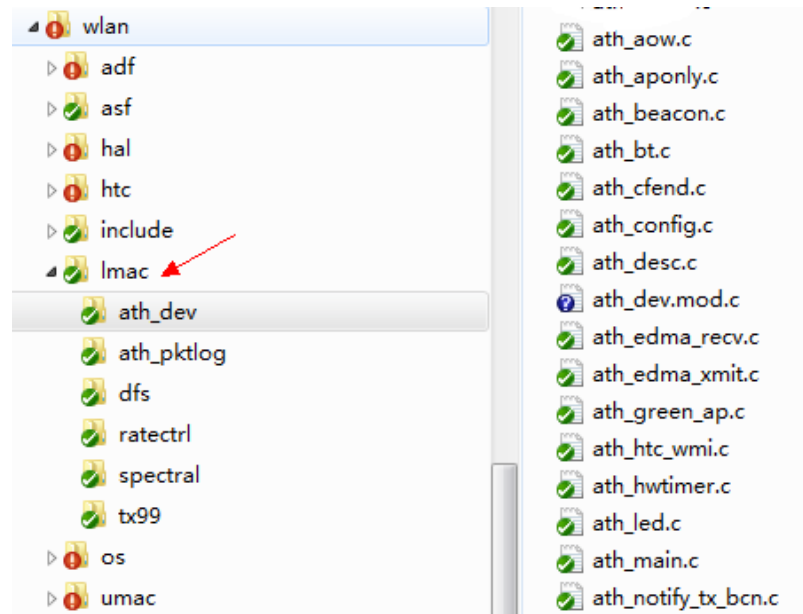 wlan
adf
asf
hal
htc
include
lmac
ath_dev
ath_pktlog
dfs
ratectrl
spectral
tx99
os
umac
ath_aow.c
ath_aponly.c
ath_beacon.c
ath_bt.c
ath_cfend.c
ath_config.c
ath_desc.c
ath_dev.mod.c
ath_edma_recv.c
ath_edma_xmit.c
ath_green_ap.c
ath_htc_wmi.c
ath_hwtimer.c
ath_led.c
ath_main.c
ath_notify_tx_bcn.c